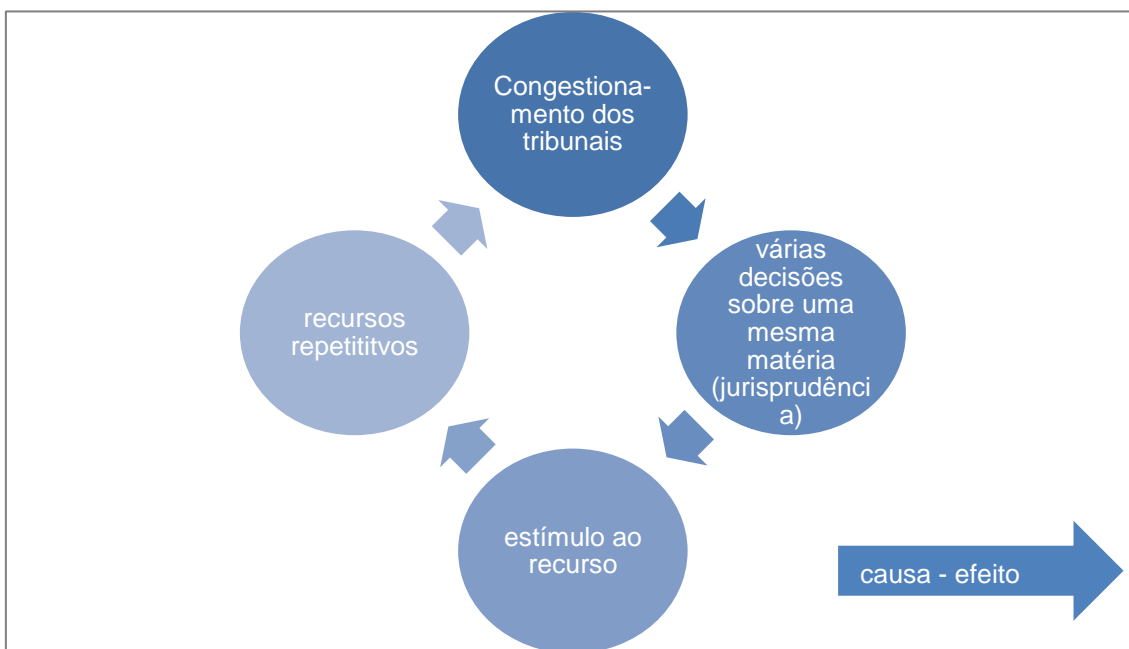 Congestiona-
mento dos
tribunais
várias
decisões
sobre uma
mesma
matéria
(jurisprudênci
a)
estímulo ao
recurso
recursos
repetititvos
causa - efeito